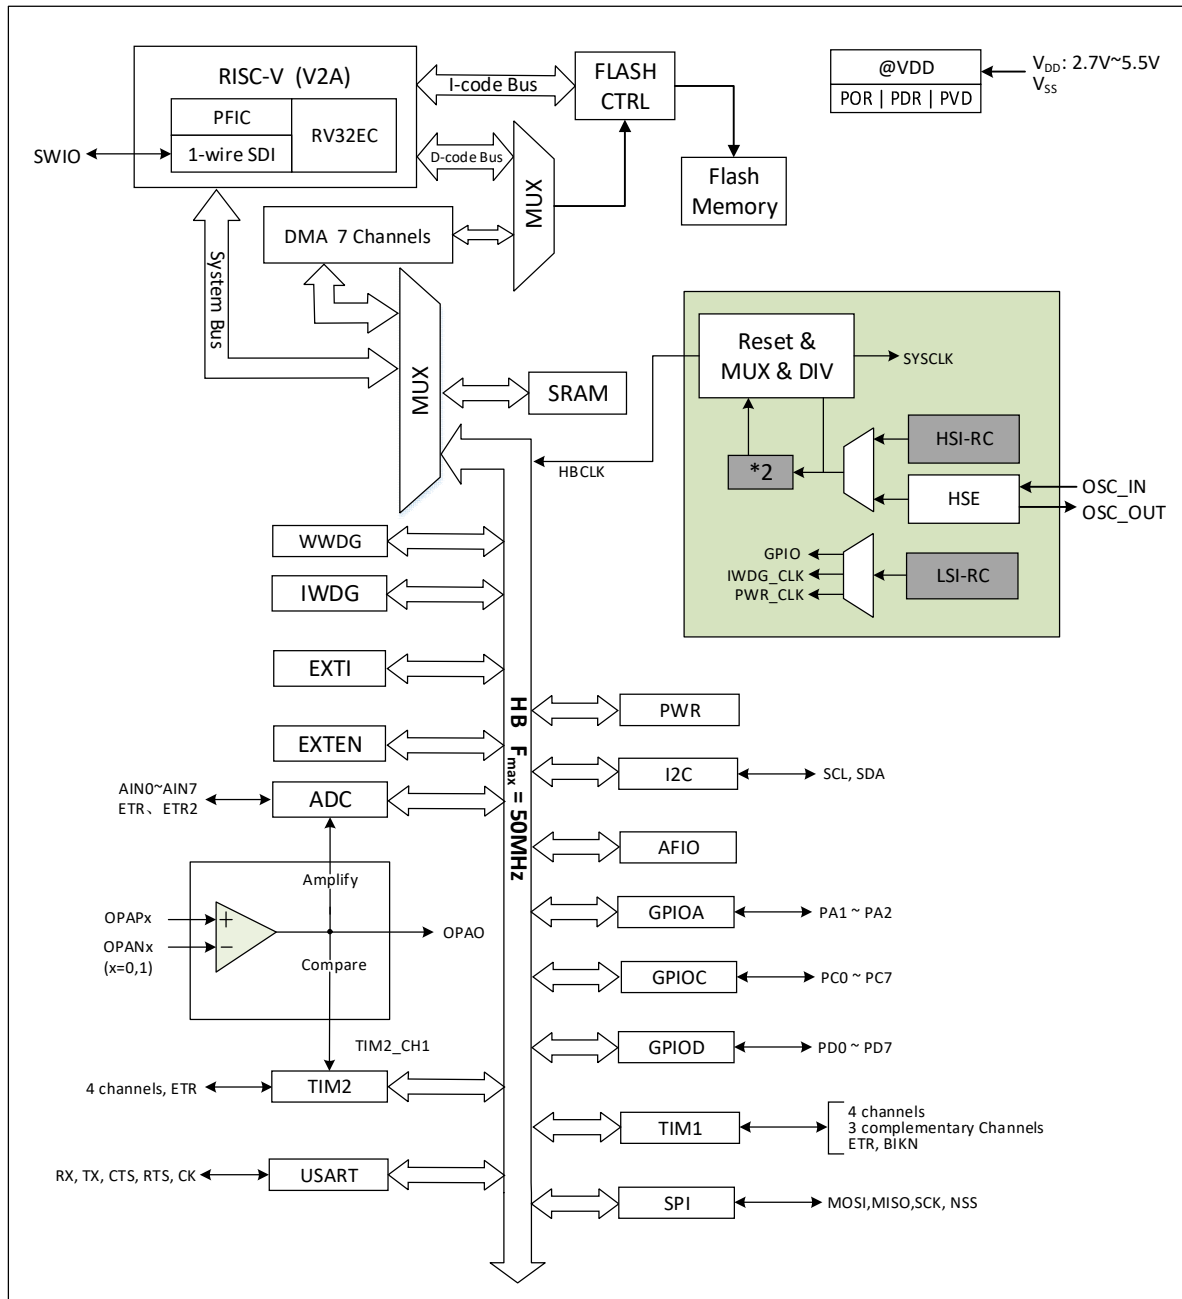 RISC-V (V2A)
PFIC
1-wire SDI
RV32EC
SWIO
I-code Bus
D-code Bus
FLASH
CTRL
MUX
Flash
Memory
@VDD
POR | PDR | PVD
VDD: 2.7V~5.5V
VSS
DMA 7 Channels
System Bus
MUX
SRAM
Reset &
MUX & DIV
SYSCLK
HBCLK
*2
HSI-RC
HSE
OSC_IN
OSC_OUT
GPIO
IWDG_CLK
PWR_CLK
LSI-RC
WWDG
IWDG
EXTI
EXTEN
AIN0~AIN7
ETR、ETR2
ADC
HB Fmax = 50MHz
PWR
I2C
SCL, SDA
AFIO
Amplify
OPAPx
+
OPANx
−
(x=0,1)
OPAO
Compare
GPIOA
PA1 ~ PA2
GPIOC
PC0 ~ PC7
GPIOD
PD0 ~ PD7
TIM2_CH1
4 channels, ETR
TIM2
TIM1
4 channels
3 complementary Channels
ETR, BIKN
RX, TX, CTS, RTS, CK
USART
SPI
MOSI,MISO,SCK, NSS